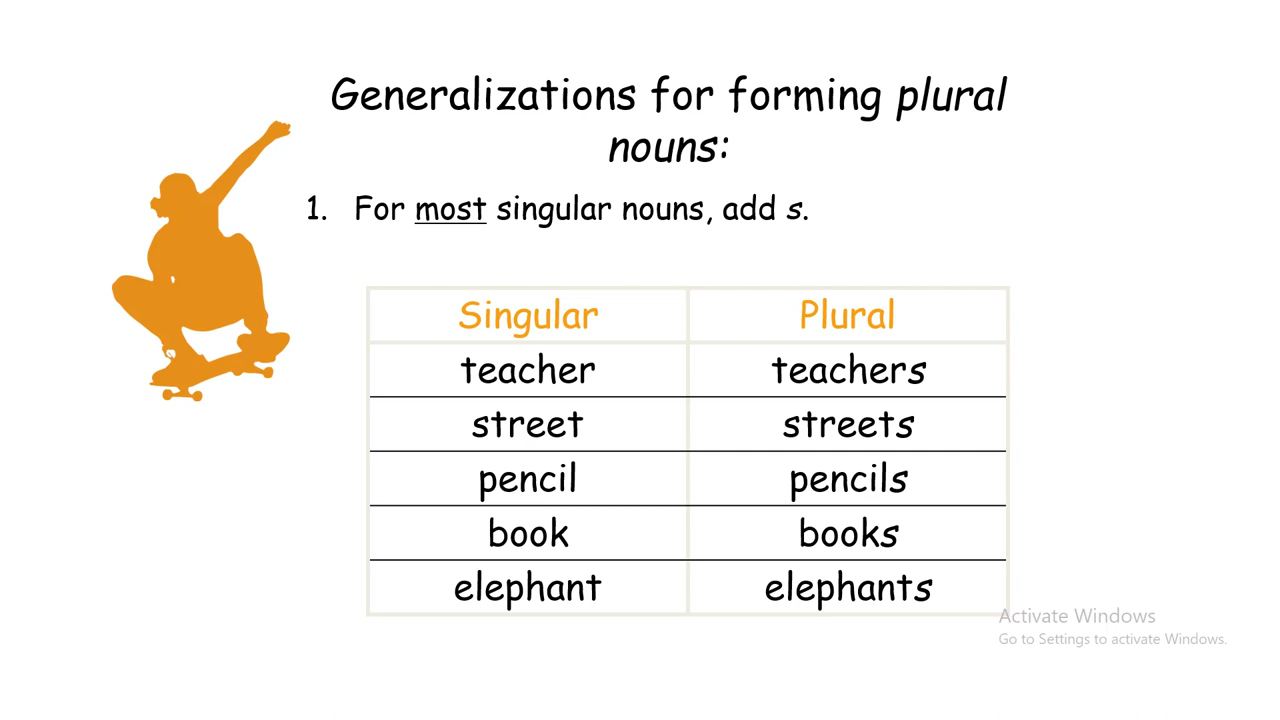 Generalizations for forming plural
nouns:
1. For most singular nouns, add s.
Singular Plural
teacher teachers
street streets
pencil pencils
book books
elephant elephants
Activate Windows
Go to Settings to activate Windows.